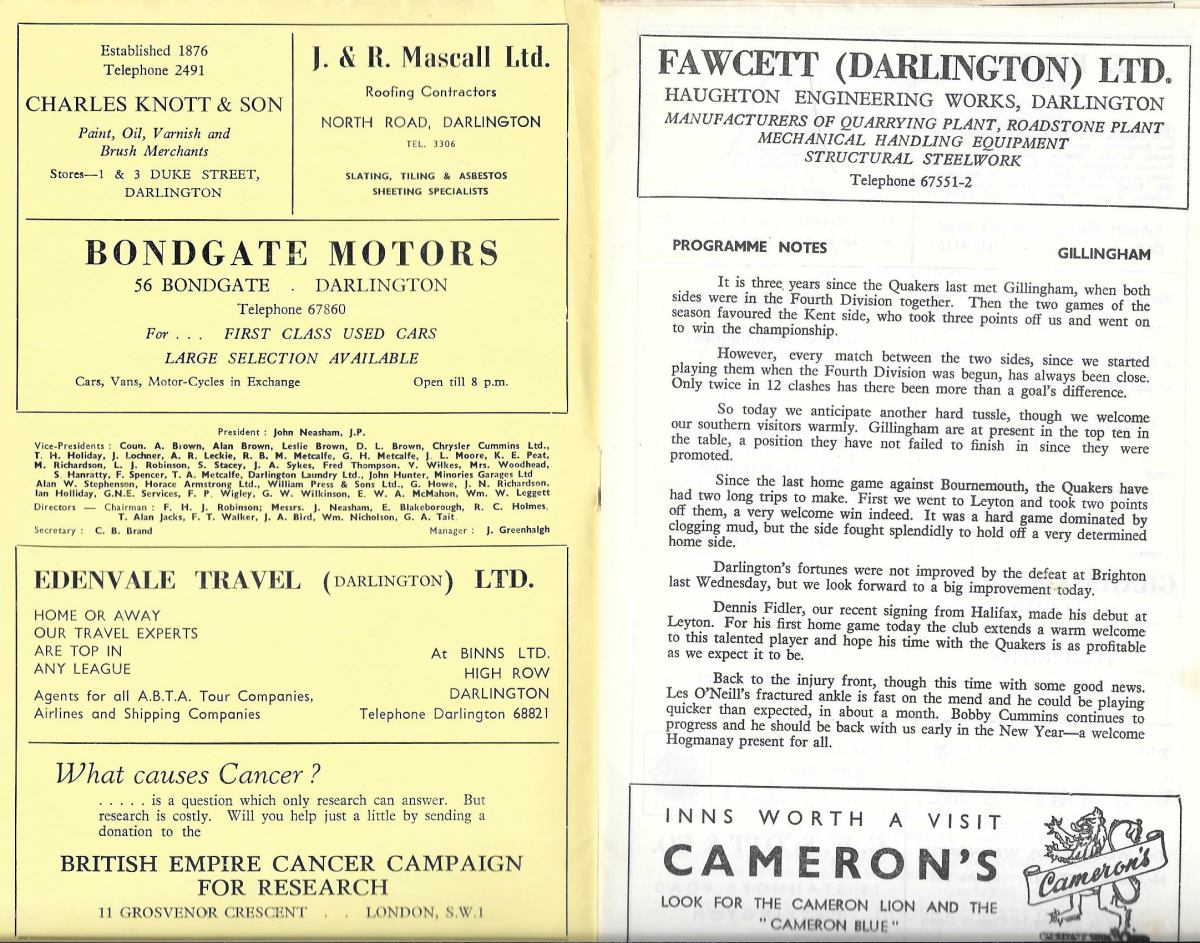 Established 1876
Telephone 2491
CHARLES KNOTT & SON
Paint, Oil, Varnish and
Brush Merchants
Stores—1 & 3 DUKE STREET,
DARLINGTON
J. & R. Mascall Ltd.
Roofing Contractors
NORTH ROAD, DARLINGTON
TEL. 3306
SLATING, TILING & ASBESTOS
SHEETING SPECIALISTS
BONDGATE MOTORS
56 BONDGATE . DARLINGTON
Telephone 67860
For . . . FIRST CLASS USED CARS
LARGE SELECTION AVAILABLE
Cars, Vans, Motor-Cycles in Exchange Open till 8 p.m.
President : John Neasham, J.P.
Vice-Presidents : Coun. A. Brown, Alan Brown, Leslie Brown, D. L. Brown, Chrysler Cummins Ltd.,
T. H. Holiday, J. Lochner, A. R. Leckie, R. B. M. Metcalfe, G. H. Metcalfe, J. L. Moore, K. E. Peat,
M. Richardson, L. J. Robinson, S. Stacey, J. A. Sykes, Fred Thompson, V. Wilkes, Mrs. Woodhead,
S. Hanratty, F. Spencer, T. A. Metcalfe, Darlington Laundry Ltd., John Hunter, Minories Garages Ltd
Alan W. Stephenson, Horace Armstrong Ltd., William Press & Sons Ltd., G. Howe, J. N. Richardson,
Ian Holliday, G.N.E. Services, F. P. Wigley, G. W. Wilkinson, E. W. A. McMahon, Wm. W. Leggett
Directors — Chairman : F. H. J. Robinson; Messrs. J. Neasham, E. Blakeborough, R. C. Holmes,
T. Alan Jacks, F. T. Walker, J. A. Bird, Wm. Nicholson, G. A. Tait.
Secretary : C. B. Brand Manager : J. Greenhalgh
EDENVALE TRAVEL (DARLINGTON) LTD.
HOME OR AWAY
OUR TRAVEL EXPERTS
ARE TOP IN
ANY LEAGUE
Agents for all A.B.T.A. Tour Companies,
Airlines and Shipping Companies
At BINNS LTD.
HIGH ROW
DARLINGTON
Telephone Darlington 68821
What causes Cancer ?
. . . . . is a question which only research can answer. But
research is costly. Will you help just a little by sending a
donation to the
BRITISH EMPIRE CANCER CAMPAIGN
FOR RESEARCH
11 GROSVENOR CRESCENT . . LONDON, S.W.1
FAWCETT (DARLINGTON) LTD.
HAUGHTON ENGINEERING WORKS, DARLINGTON
MANUFACTURERS OF QUARRYING PLANT, ROADSTONE PLANT
MECHANICAL HANDLING EQUIPMENT
STRUCTURAL STEELWORK
Telephone 67551-2
PROGRAMME NOTES GILLINGHAM
It is three years since the Quakers last met Gillingham, when both
sides were in the Fourth Division together. Then the two games of the
season favoured the Kent side, who took three points off us and went on
to win the championship.
However, every match between the two sides, since we started
playing them when the Fourth Division was begun, has always been close.
Only twice in 12 clashes has there been more than a goal's difference.
So today we anticipate another hard tussle, though we welcome
our southern visitors warmly. Gillingham are at present in the top ten in
the table, a position they have not failed to finish in since they were
promoted.
Since the last home game against Bournemouth, the Quakers have
had two long trips to make. First we went to Leyton and took two points
off them, a very welcome win indeed. It was a hard game dominated by
clogging mud, but the side fought splendidly to hold off a very determined
home side.
Darlington's fortunes were not improved by the defeat at Brighton
last Wednesday, but we look forward to a big improvement today.
Dennis Fidler, our recent signing from Halifax, made his debut at
Leyton. For his first home game today the club extends a warm welcome
to this talented player and hope his time with the Quakers is as profitable
as we expect it to be.
Back to the injury front, though this time with some good news.
Les O'Neill's fractured ankle is fast on the mend and he could be playing
quicker than expected, in about a month. Bobby Cummins continues to
progress and he should be back with us early in the New Year—a welcome
Hogmanay present for all.
INNS WORTH A VISIT
CAMERON'S
LOOK FOR THE CAMERON LION AND THE
"CAMERON BLUE"
Cameron's